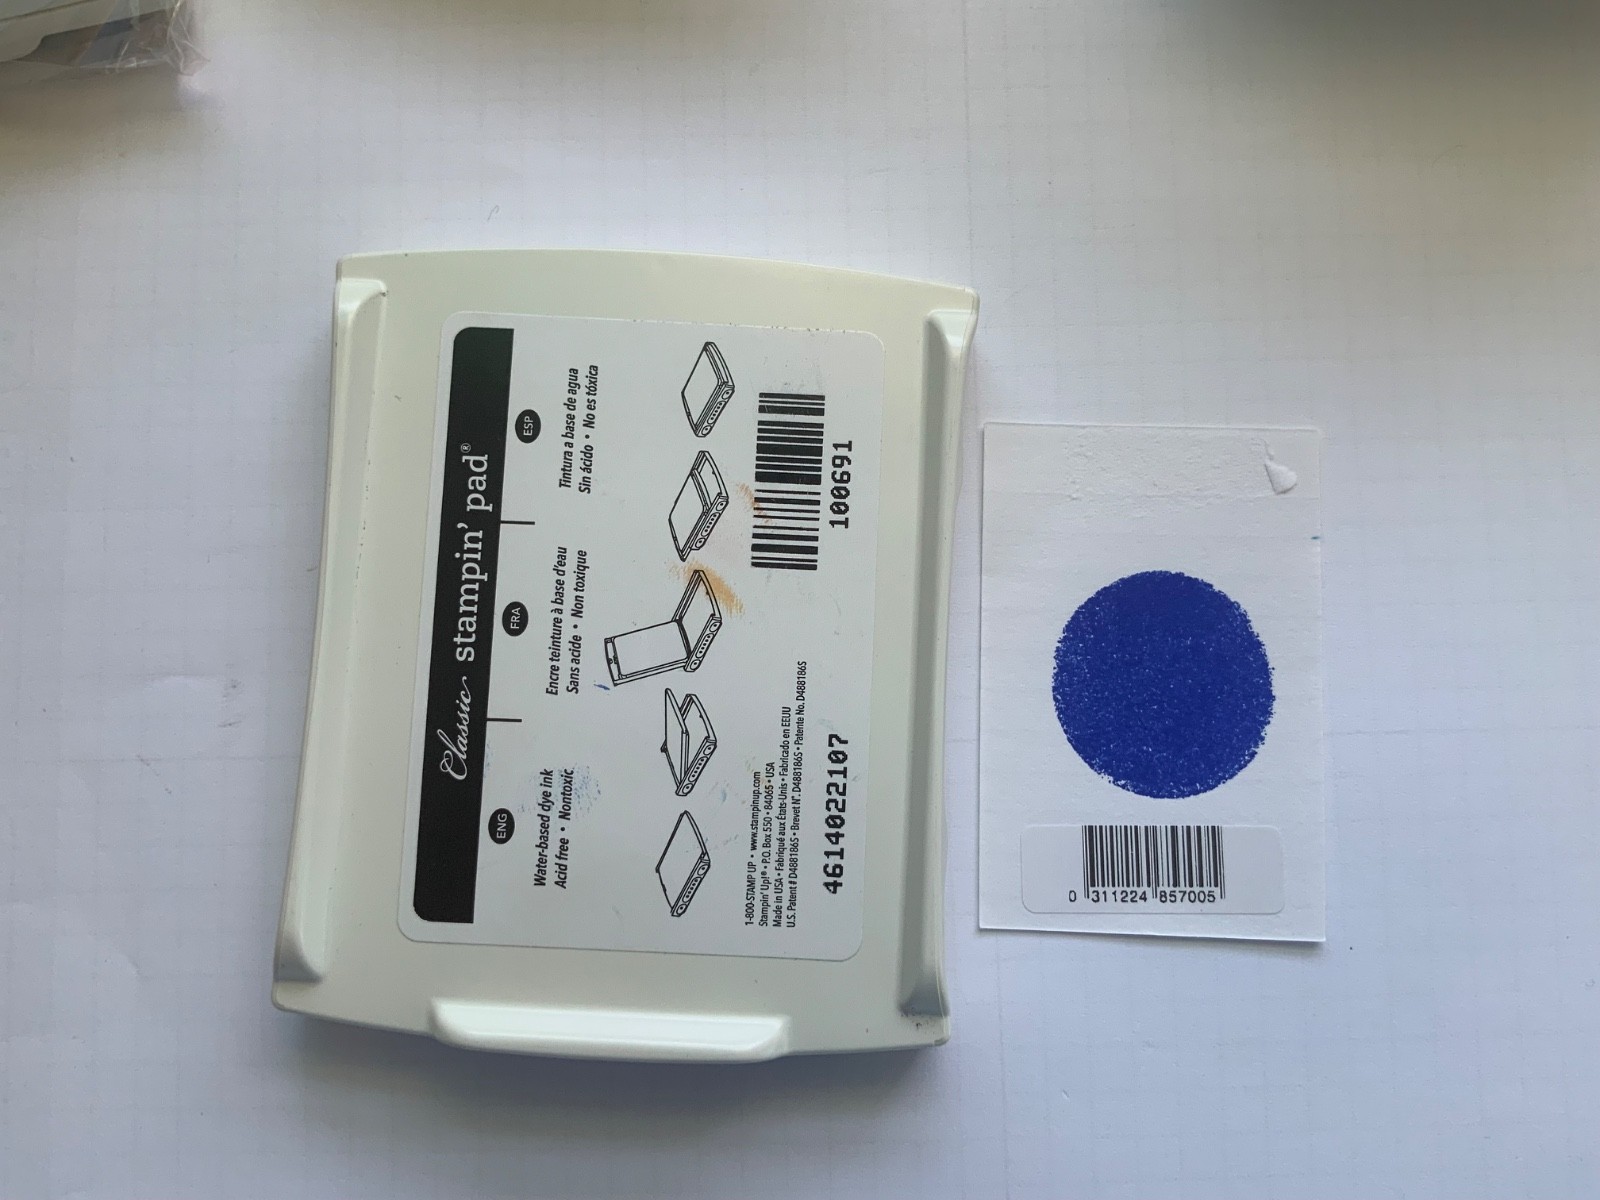 Classic stampin' pad®
ENG
Water-based dye ink
Acid free • Nontoxic
FRA
Encre teinture à base d'eau
Sans acide • Non toxique
ESP
Tintura a base de agua
Sin ácido • No es tóxica
1-800-STAMP UP • www.stampinup.com
Stampin' Up!® • P.O. Box 550 • 84065 • USA
Made in USA • Fabriqué aux États-Unis • Fabricado en EEUU
U.S. Patent # D488186S • Brevet N°. D488186S • Patente No. D488186S
4614022107
100691
0 311224 857005